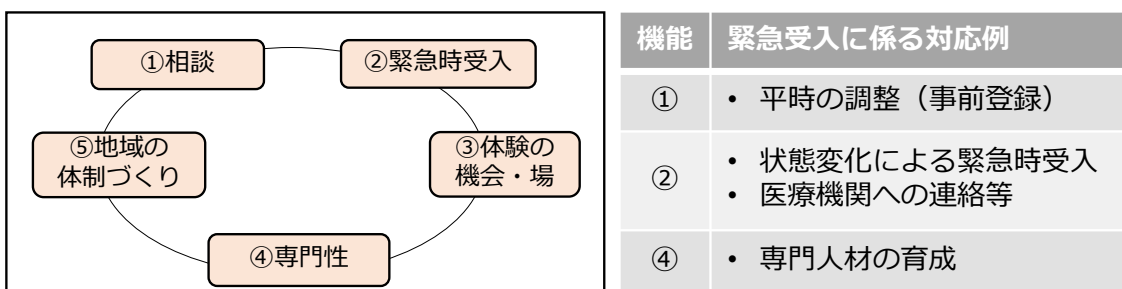 ①相談
②緊急時受入
③体験の
機会・場
④専門性
⑤地域の
体制づくり
機能 緊急受入に係る対応例
① • 平時の調整（事前登録）
② • 状態変化による緊急時受入
• 医療機関への連絡等
④ • 専門人材の育成